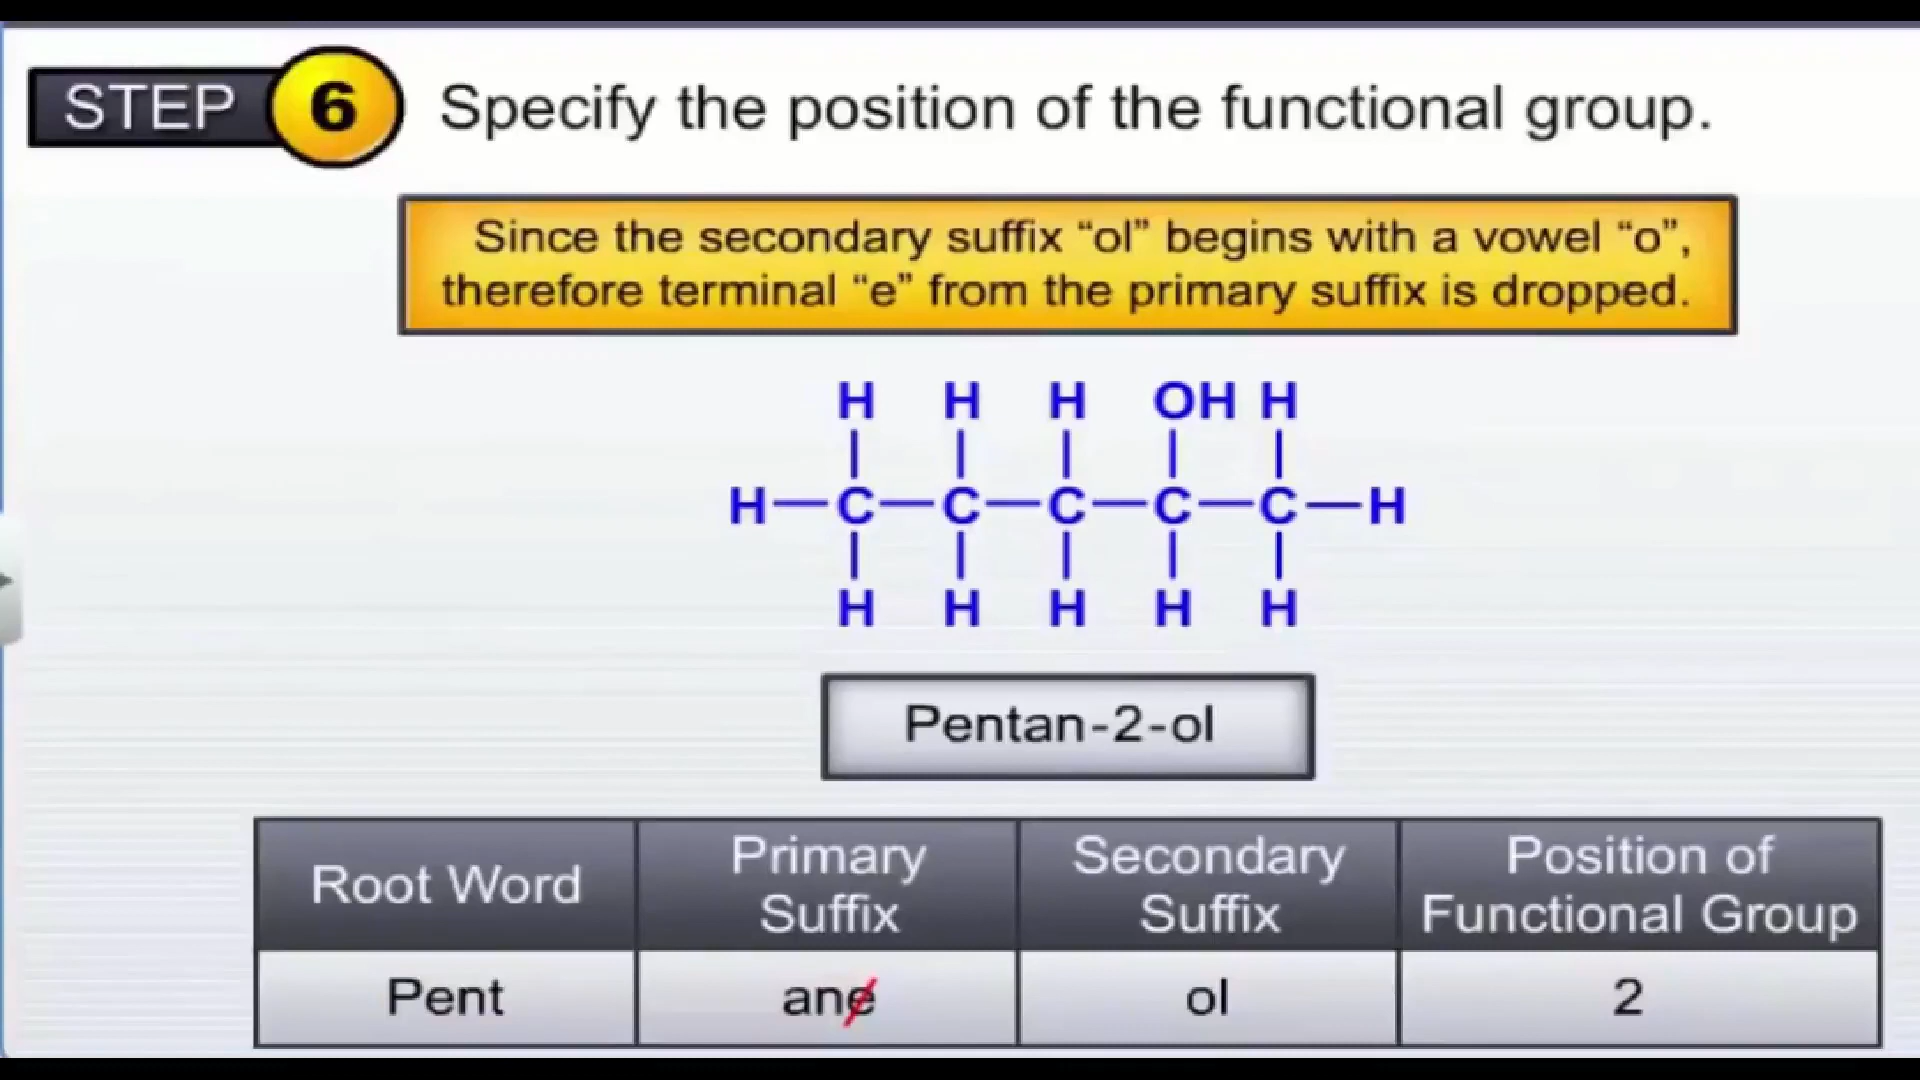 STEP 6 Specify the position of the functional group.
Since the secondary suffix “ol” begins with a vowel “o”,
therefore terminal “e” from the primary suffix is dropped.
H H H OH H
H C C C C C H
H H H H H
Pentan-2-ol
Root Word Primary Suffix Secondary Suffix Position of Functional Group
Pent ane ol 2